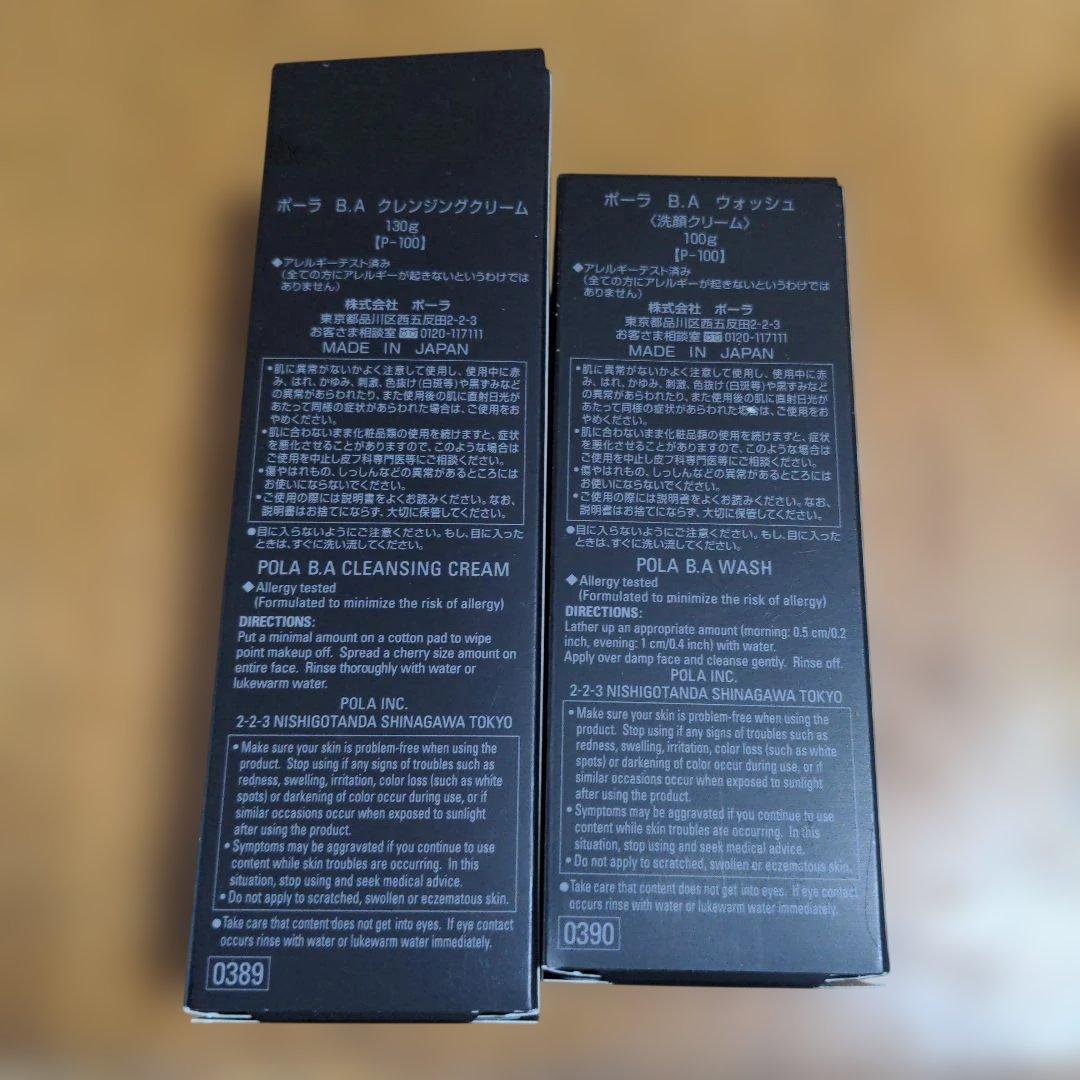 ポーラ B.A クレンジングクリーム
130g
【P-100】
◆アレルギーテスト済み
(全ての方にアレルギーが起きないというわけでは
ありません)
株式会社 ポーラ
東京都品川区西五反田2-2-3
お客さま相談室 0120-117111
MADE IN JAPAN
•肌に異常がないかよく注意して使用し、使用中に赤
み、はれ、かゆみ、刺激、色抜け(白斑等)や黒ずみなど
の異常があらわれたり、また使用後の肌に直射日光が
あたって同様の症状があらわれた場合は、ご使用をお
やめください。
•肌に合わないまま化粧品類の使用を続けますと、症状
を悪化させることがありますので、このような場合は
ご使用を中止し皮フ科専門医等にご相談ください。
•傷やはれもの、しっしんなどの異常があるところには
お使いにならないでください。
•ご使用の際には説明書をよくお読みください。なお、
説明書はお捨てにならず、大切に保管してください。
●目に入らないようにご注意ください。もし、目に入った
ときは、すぐに洗い流してください。
POLA B.A CLEANSING CREAM
◆Allergy tested
(Formulated to minimize the risk of allergy)
DIRECTIONS:
Put a minimal amount on a cotton pad to wipe
point makeup off. Spread a cherry size amount on
entire face. Rinse thoroughly with water or
lukewarm water.
POLA INC.
2-2-3 NISHIGOTANDA SHINAGAWA TOKYO
•Make sure your skin is problem-free when using the
product. Stop using if any signs of troubles such as
redness, swelling, irritation, color loss (such as white
spots) or darkening of color occur during use, or if
similar occasions occur when exposed to sunlight
after using the product.
•Symptoms may be aggravated if you continue to use
content while skin troubles are occurring. In this
situation, stop using and seek medical advice.
•Do not apply to scratched, swollen or eczematous skin.
●Take care that content does not get into eyes. If eye contact
occurs rinse with water or lukewarm water immediately.
0389
ポーラ B.A ウォッシュ
〈洗顔クリーム〉
100g
【P-100】
◆アレルギーテスト済み
(全ての方にアレルギーが起きないというわけでは
ありません)
株式会社 ポーラ
東京都品川区西五反田2-2-3
お客さま相談室 0120-117111
MADE IN JAPAN
•肌に異常がないかよく注意して使用し、使用中に赤
み、はれ、かゆみ、刺激、色抜け(白斑等)や黒ずみなど
の異常があらわれたり、また使用後の肌に直射日光が
あたって同様の症状があらわれた場合は、ご使用をお
やめください。
•肌に合わないまま化粧品類の使用を続けますと、症状
を悪化させることがありますので、このような場合は
ご使用を中止し皮フ科専門医等にご相談ください。
•傷やはれもの、しっしんなどの異常があるところには
お使いにならないでください。
•ご使用の際には説明書をよくお読みください。なお、
説明書はお捨てにならず、大切に保管してください。
●目に入らないようにご注意ください。もし、目に入った
ときは、すぐに洗い流してください。
POLA B.A WASH
◆Allergy tested
(Formulated to minimize the risk of allergy)
DIRECTIONS:
Lather up an appropriate amount (morning: 0.5 cm/0.2
inch, evening: 1 cm/0.4 inch) with water.
Apply over damp face and cleanse gently. Rinse off.
POLA INC.
2-2-3 NISHIGOTANDA SHINAGAWA TOKYO
•Make sure your skin is problem-free when using the
product. Stop using if any signs of troubles such as
redness, swelling, irritation, color loss (such as white
spots) or darkening of color occur during use, or if
similar occasions occur when exposed to sunlight
after using the product.
•Symptoms may be aggravated if you continue to use
content while skin troubles are occurring. In this
situation, stop using and seek medical advice.
•Do not apply to scratched, swollen or eczematous skin.
●Take care that content does not get into eyes. If eye contact
occurs rinse with water or lukewarm water immediately.
0390